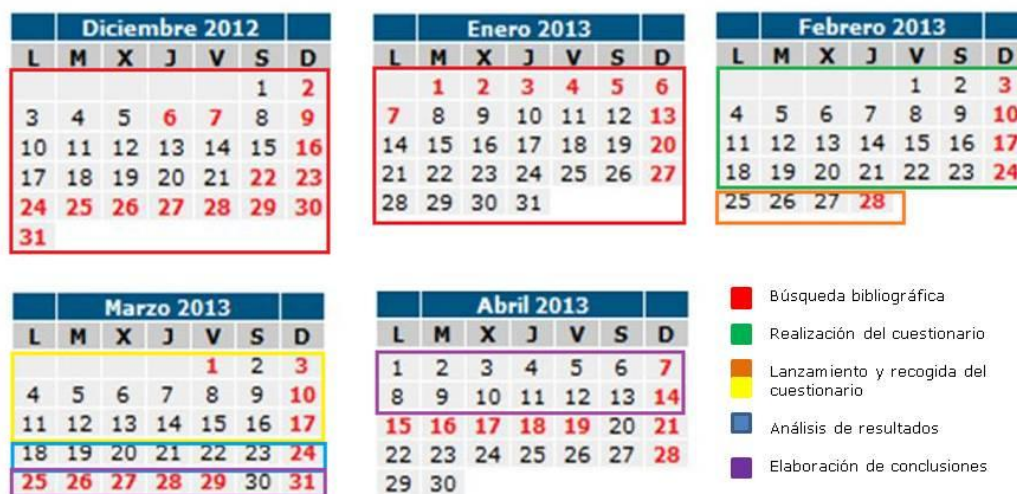 Diciembre 2012
L M X J V S D
1 2
3 4 5 6 7 8 9
10 11 12 13 14 15 16
17 18 19 20 21 22 23
24 25 26 27 28 29 30
31
Enero 2013
L M X J V S D
1 2 3 4 5 6
7 8 9 10 11 12 13
14 15 16 17 18 19 20
21 22 23 24 25 26 27
28 29 30 31
Febrero 2013
L M X J V S D
1 2 3
4 5 6 7 8 9 10
11 12 13 14 15 16 17
18 19 20 21 22 23 24
25 26 27 28
Marzo 2013
L M X J V S D
1 2 3
4 5 6 7 8 9 10
11 12 13 14 15 16 17
18 19 20 21 22 23 24
25 26 27 28 29 30 31
Abril 2013
L M X J V S D
1 2 3 4 5 6 7
8 9 10 11 12 13 14
15 16 17 18 19 20 21
22 23 24 25 26 27 28
29 30
Búsqueda bibliográfica
Realización del cuestionario
Lanzamiento y recogida del
cuestionario
Análisis de resultados
Elaboración de conclusiones